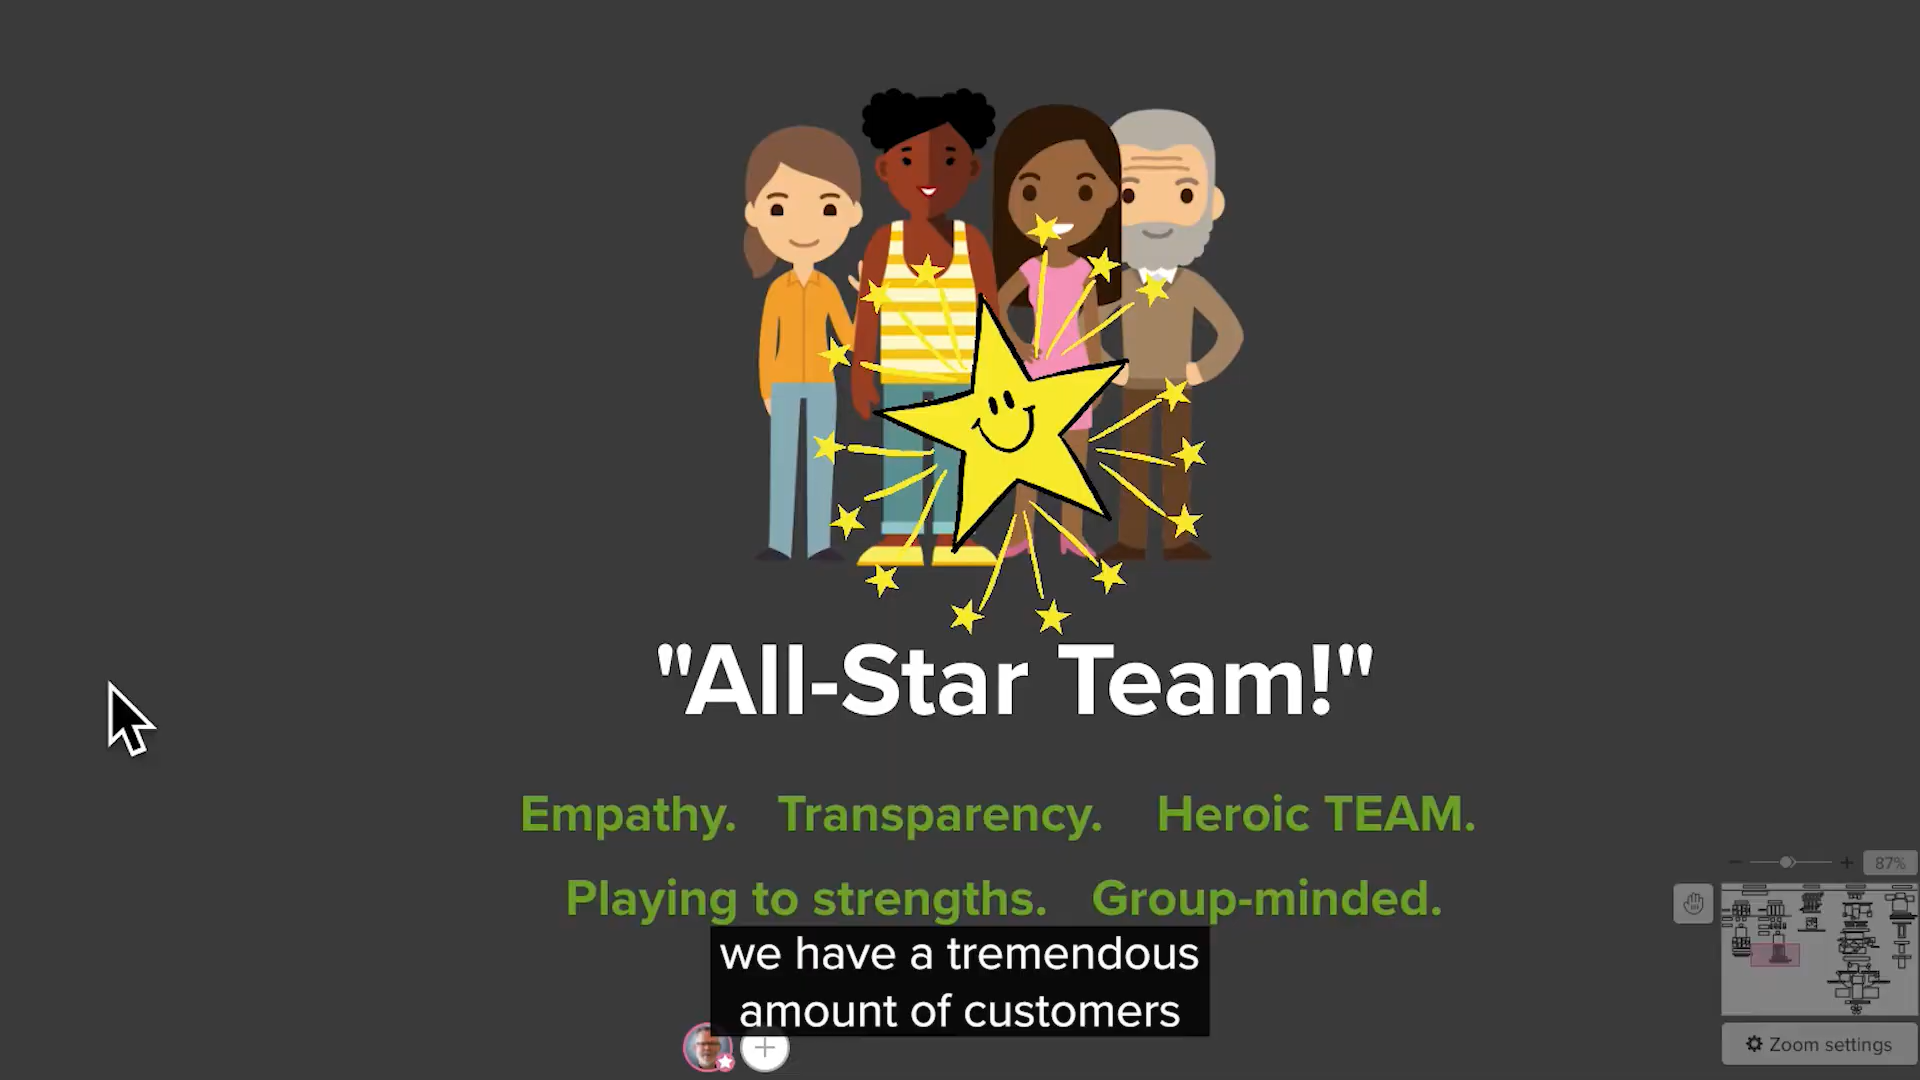 "All-Star Team!"
Empathy. Transparency. Heroic TEAM.
Playing to strengths. Group-minded.
we have a tremendous
amount of customers
87%
Zoom settings